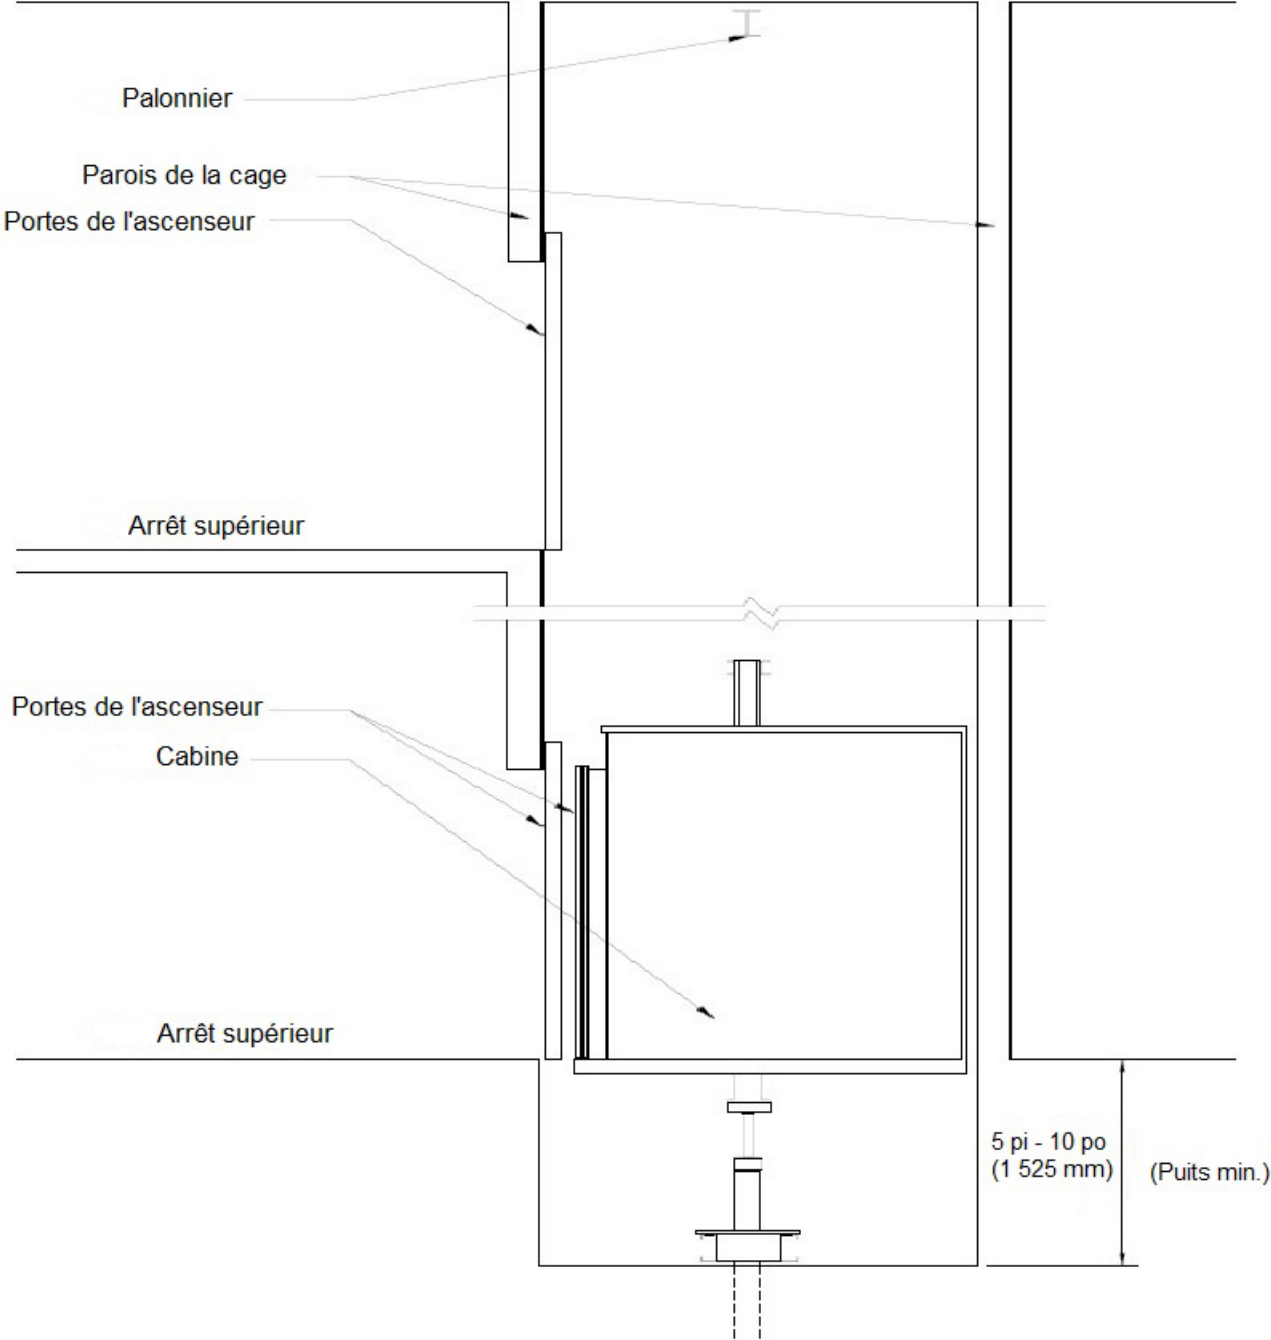 Palonnier
Parois de la cage
Portes de l'ascenseur
Arrêt supérieur
Portes de l'ascenseur
Cabine
Arrêt supérieur
5 pi - 10 po
(1 525 mm)
(Puits min.)